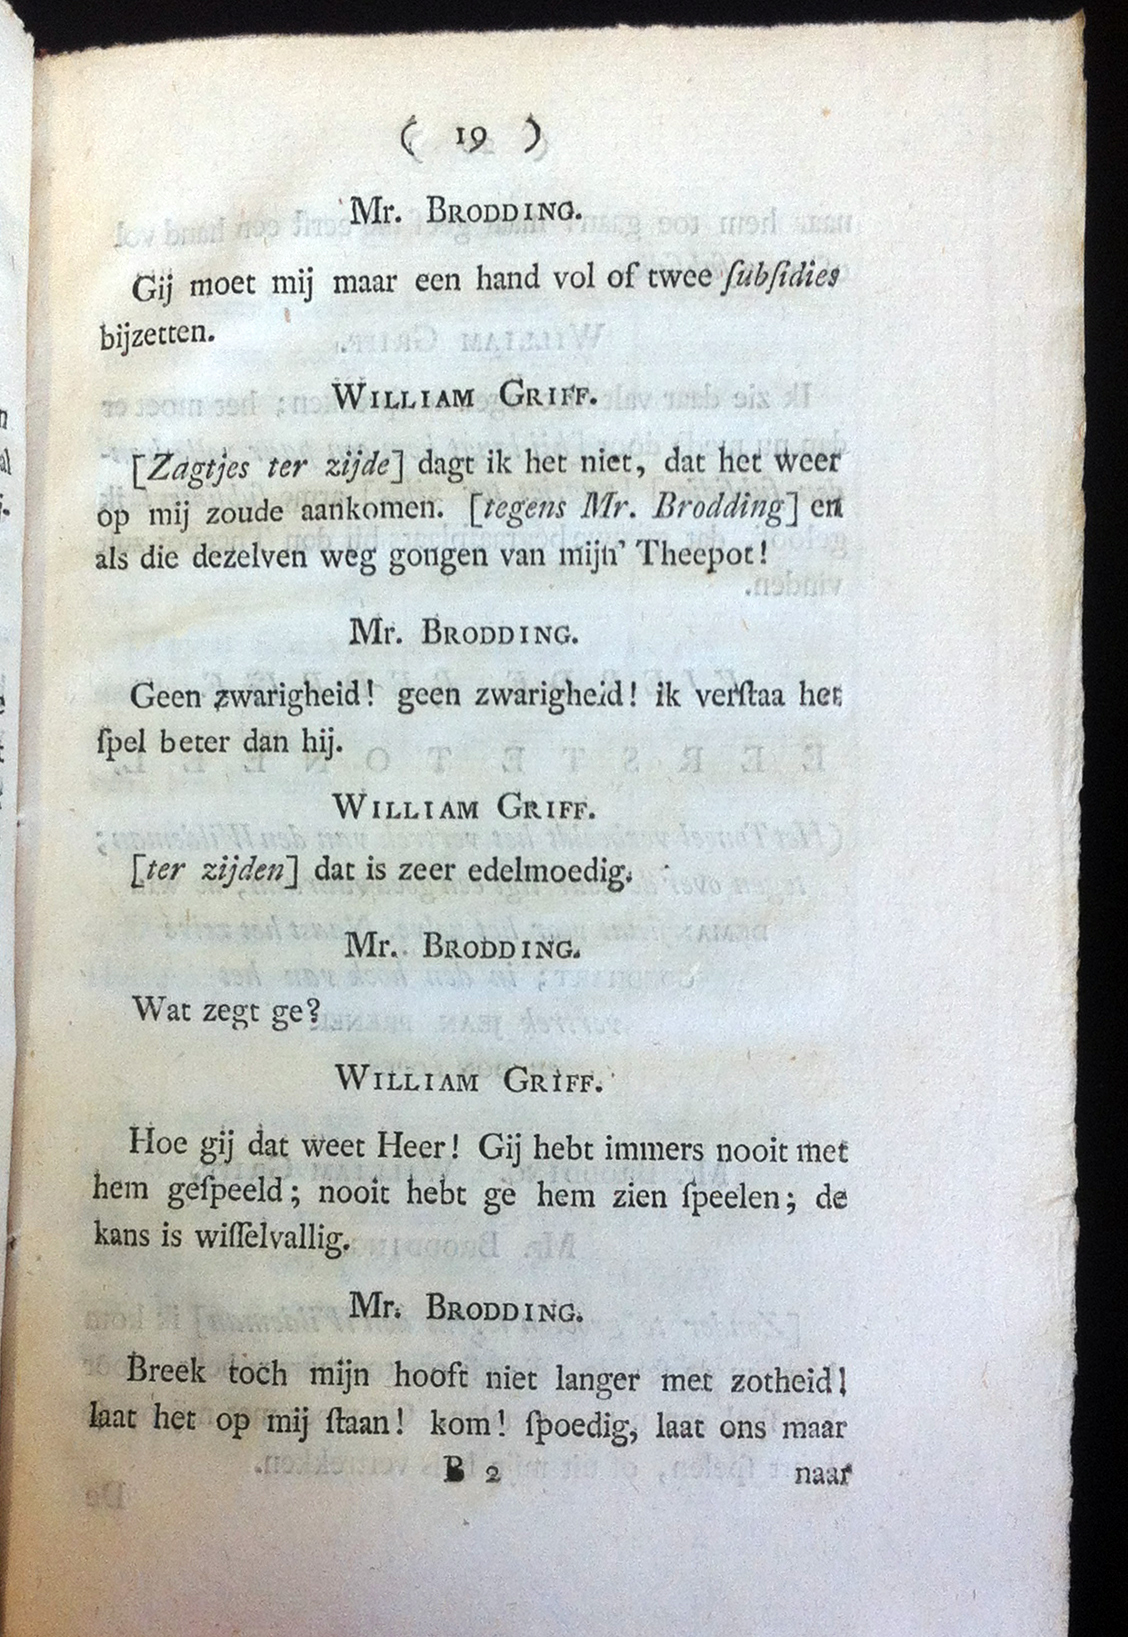 ( 19 )
Mr. BRODDING.
Gij moet mij maar een hand vol of twee ſubſidies
bijzetten.
WILLIAM GRIFF.
[Zagtjes ter zijde] dagt ik het niet, dat het weer
op mij zoude aankomen. [tegens Mr. Brodding] en
als die dezelven weg gongen van mijn' Theepot!
Mr. BRODDING.
Geen zwarigheid! geen zwarigheid! ik verſtaa het
ſpel beter dan hij.
WILLIAM GRIFF.
[ter zijden] dat is zeer edelmoedig.
Mr. BRODDING.
Wat zegt ge?
WILLIAM GRIFF.
Hoe gij dat weet Heer! Gij hebt immers nooit met
hem geſpeeld; nooit hebt ge hem zien ſpeelen; de
kans is wiſſelvallig.
Mr. BRODDING.
Breek toch mijn hooft niet langer met zotheid!
laat het op mij ſtaan! kom! ſpoedig, laat ons maar
B 2 naar